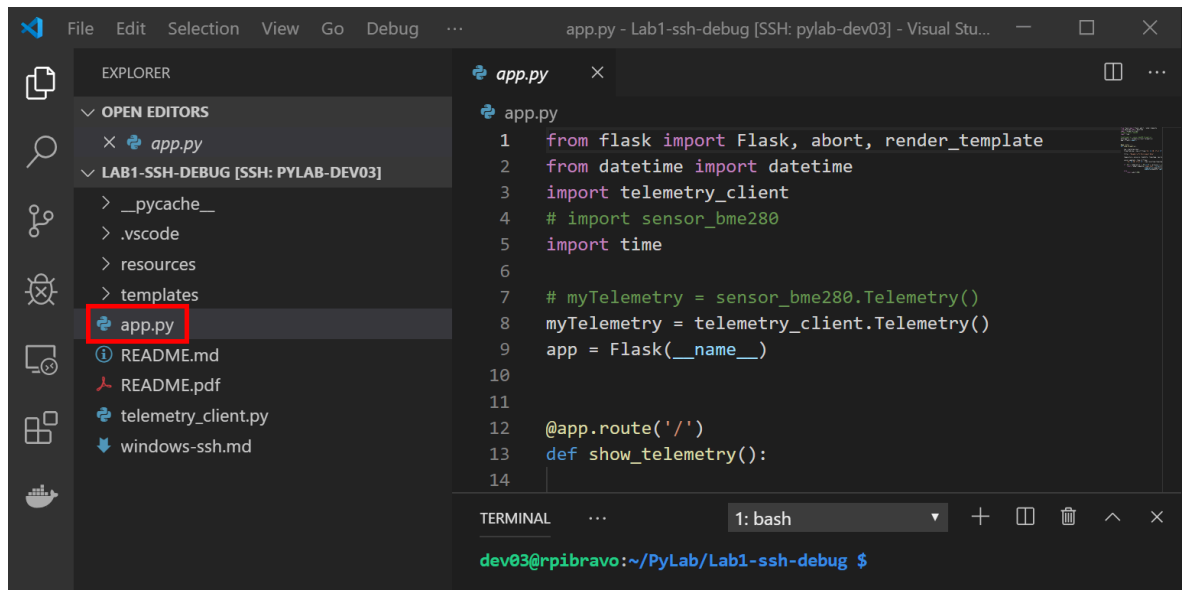 File Edit Selection View Go Debug ··· app.py - Lab1-ssh-debug [SSH: pylab-dev03] - Visual Stu...
EXPLORER
OPEN EDITORS
app.py
LAB1-SSH-DEBUG [SSH: PYLAB-DEV03]
__pycache__
.vscode
resources
templates
app.py
README.md
README.pdf
telemetry_client.py
windows-ssh.md
app.py
app.py
1 from flask import Flask, abort, render_template
2 from datetime import datetime
3 import telemetry_client
4 # import sensor_bme280
5 import time
6
7 # myTelemetry = sensor_bme280.Telemetry()
8 myTelemetry = telemetry_client.Telemetry()
9 app = Flask(__name__)
10
11
12 @app.route('/')
13 def show_telemetry():
14
TERMINAL ··· 1: bash
dev03@rpibravo:~/PyLab/Lab1-ssh-debug $